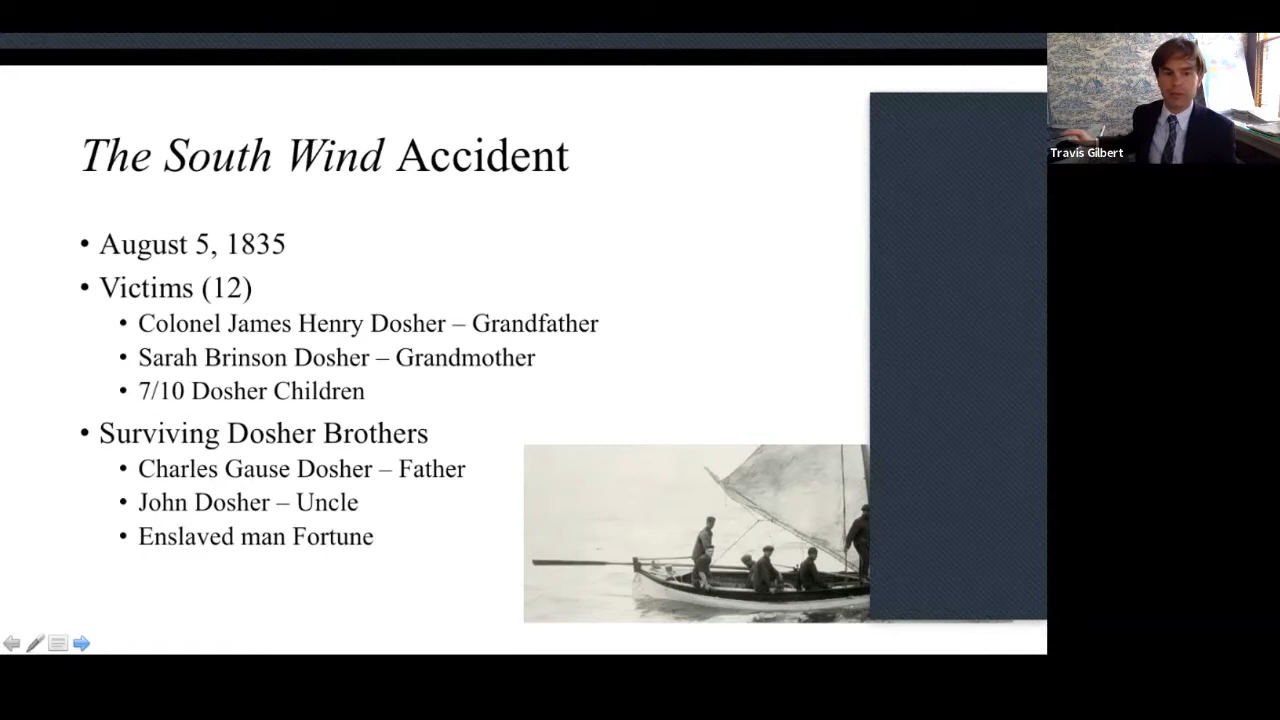 The South Wind Accident
• August 5, 1835
• Victims (12)
• Colonel James Henry Dosher – Grandfather
• Sarah Brinson Dosher – Grandmother
• 7/10 Dosher Children
• Surviving Dosher Brothers
• Charles Gause Dosher – Father
• John Dosher – Uncle
• Enslaved man Fortune
Travis Gilbert